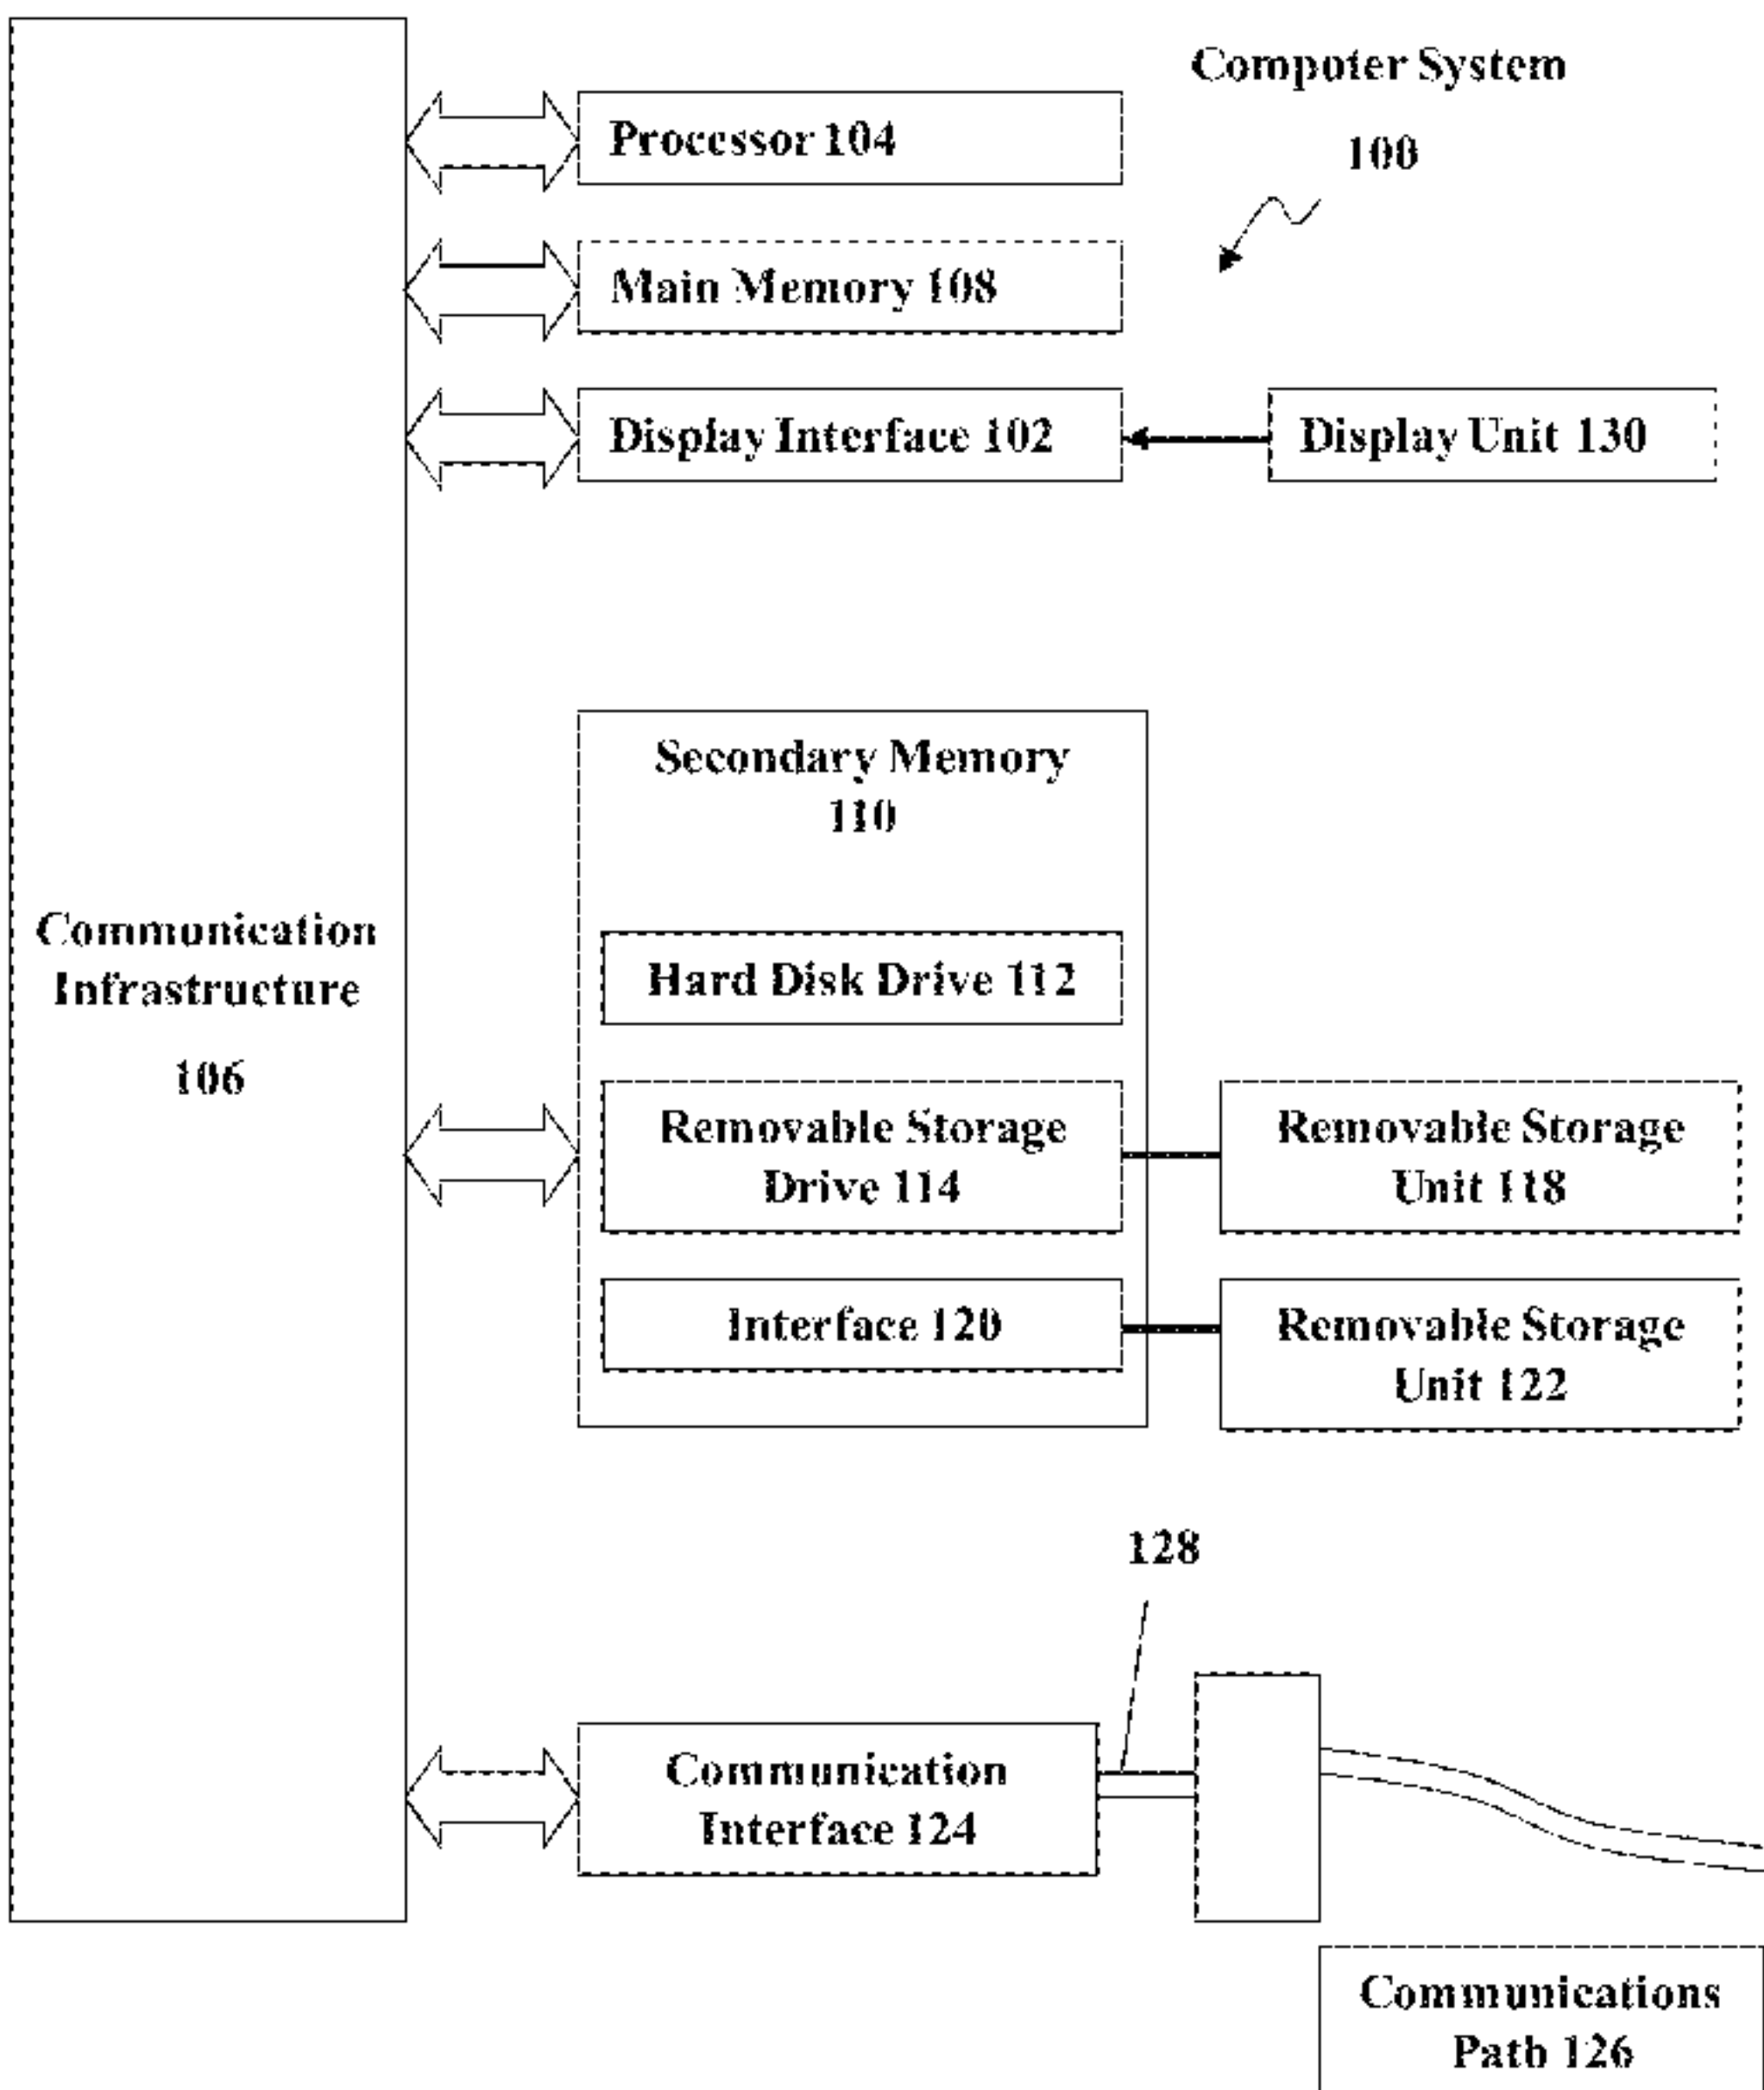 Computer System
100
Processor 104
Main Memory 108
Display Interface 102
Display Unit 130
Secondary Memory
110
Communication
Infrastructure
106
Hard Disk Drive 112
Removable Storage
Drive 114
Removable Storage
Unit 118
Interface 120
Removable Storage
Unit 122
128
Communication
Interface 124
Communications
Path 126